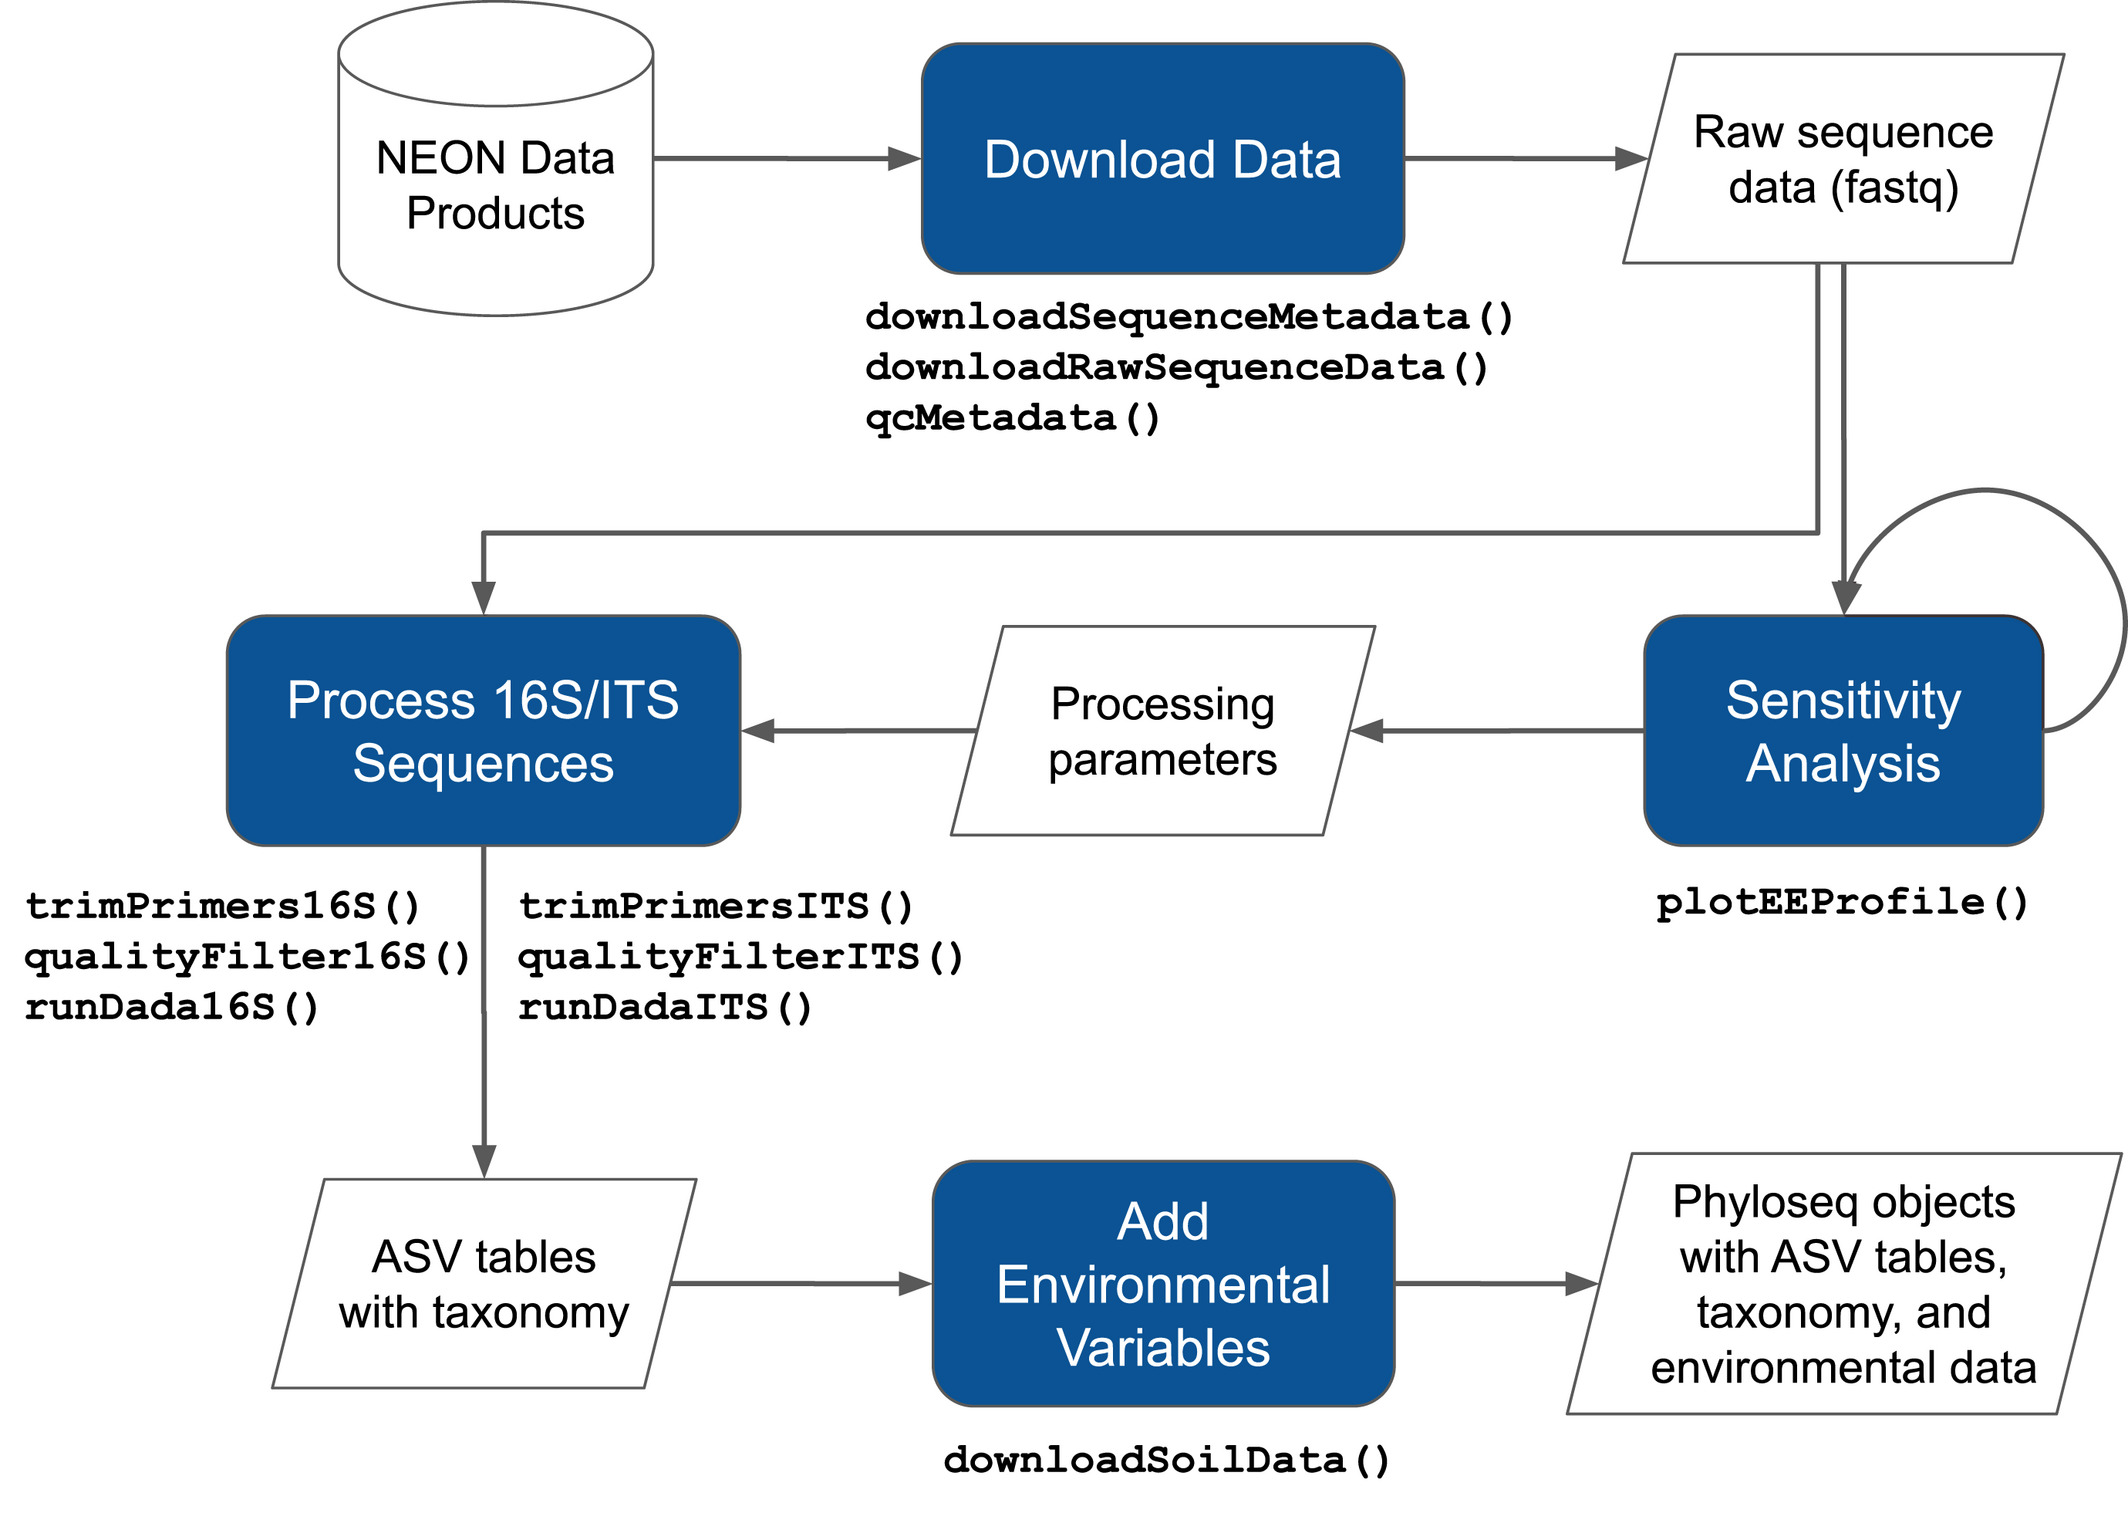 NEON Data
Products
Download Data
Raw sequence
data (fastq)
downloadSequenceMetadata()
downloadRawSequenceData()
qcMetadata()
Process 16S/ITS
Sequences
Processing
parameters
Sensitivity
Analysis
trimPrimers16S()
qualityFilter16S()
runDada16S()
trimPrimersITS()
qualityFilterITS()
runDadaITS()
plotEEProfile()
ASV tables
with taxonomy
Add
Environmental
Variables
Phyloseq objects
with ASV tables,
taxonomy, and
environmental data
downloadSoilData()